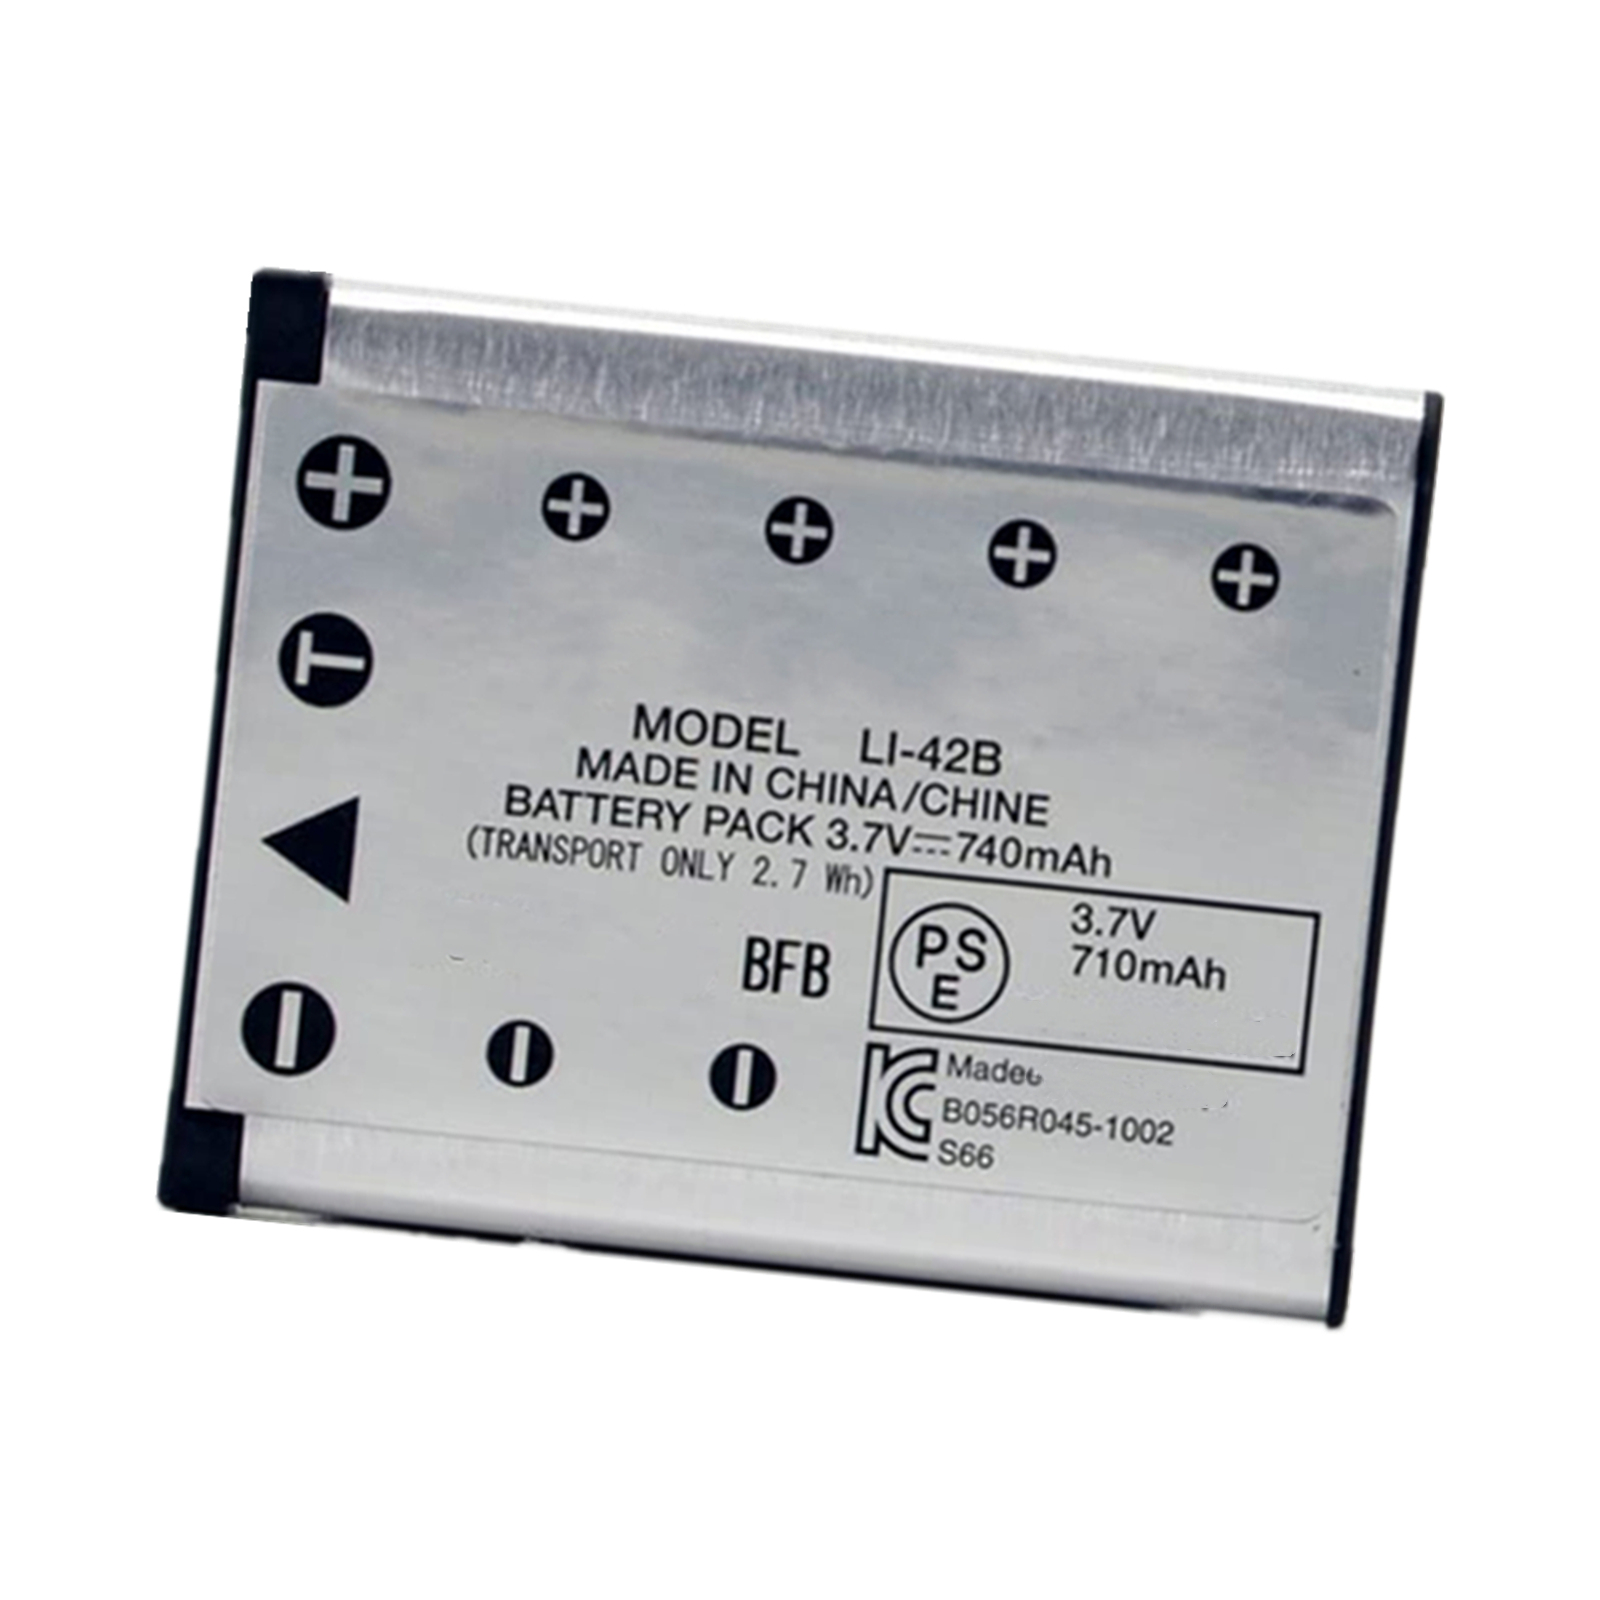 T
MODEL LI-42B
MADE IN CHINA/CHINE
BATTERY PACK 3.7V⎓740mAh
(TRANSPORT ONLY 2.7 Wh)
BFB
PSE
3.7V
710mAh
B056R045-1002
S66